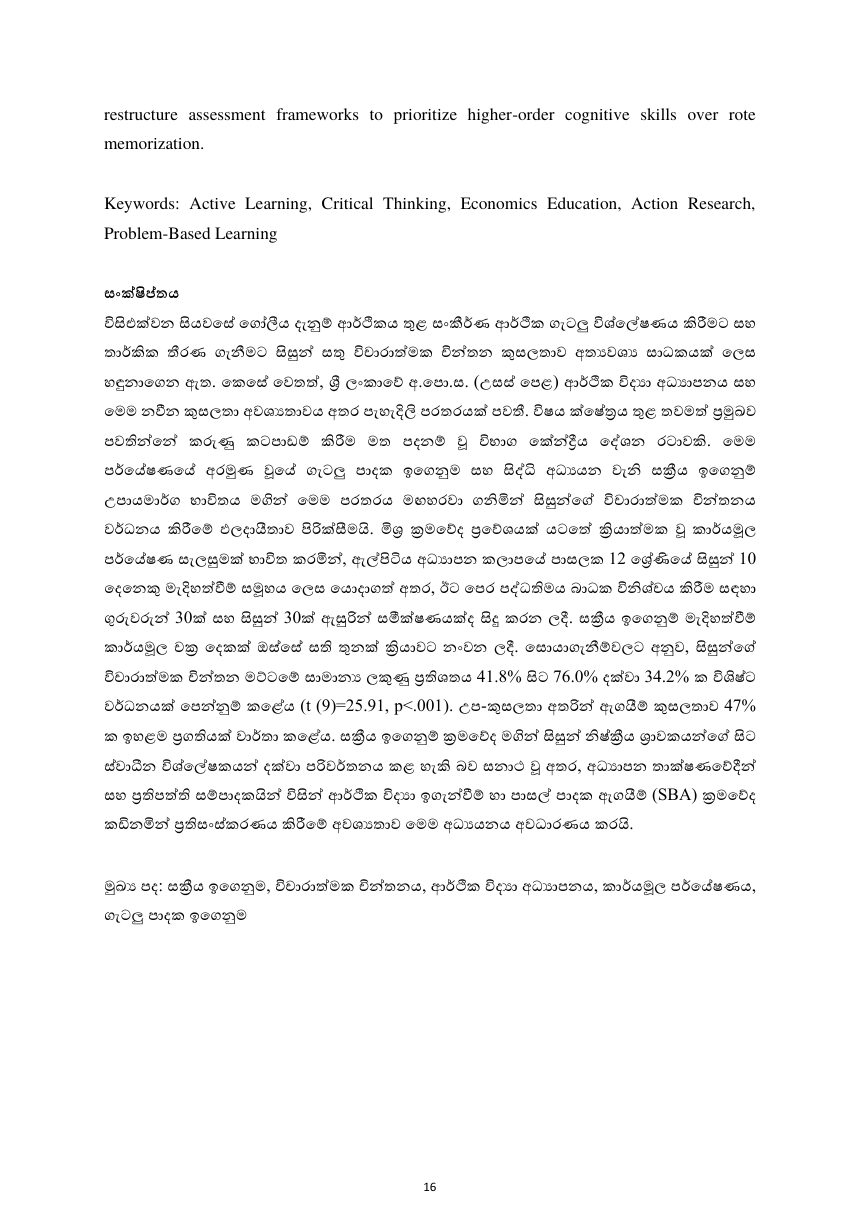 restructure assessment frameworks to prioritize higher-order cognitive skills over rote
memorization.
Keywords: Active Learning, Critical Thinking, Economics Education, Action Research,
Problem-Based Learning
සංක්ෂිප්තය
විසිඑක්වන සියවසේ ගෝලීය දැනුම් ආර්ථිකය තුළ සංකීර්ණ ආර්ථික ගැටලු විශ්ලේෂණය කිරීමට සහ
තාර්කික තීරණ ගැනීමට සිසුන් සතු විචාරාත්මක චින්තන කුසලතාව අත්‍යවශ්‍ය සාධකයක් ලෙස
හඳුනාගෙන ඇත. කෙසේ වෙතත්, ශ්‍රී ලංකාවේ අ.පො.ස. (උසස් පෙළ) ආර්ථික විද්‍යා අධ්‍යාපනය සහ
මෙම නවීන කුසලතා අවශ්‍යතාවය අතර පැහැදිලි පරතරයක් පවතී. විෂය ක්ෂේත්‍රය තුළ තවමත් ප්‍රමුඛව
පවතින්නේ කරුණු කටපාඩම් කිරීම මත පදනම් වූ විභාග කේන්ද්‍රීය දේශන රටාවකි. මෙම
පර්යේෂණයේ අරමුණ වූයේ ගැටලු පාදක ඉගෙනුම සහ සිද්ධි අධ්‍යයන වැනි සක්‍රීය ඉගෙනුම්
උපායමාර්ග භාවිතය මගින් මෙම පරතරය මඟහරවා ගනිමින් සිසුන්ගේ විචාරාත්මක චින්තනය
වර්ධනය කිරීමේ ඵලදායීතාව පිරික්සීමයි. මිශ්‍ර ක්‍රමවේද ප්‍රවේශයක් යටතේ ක්‍රියාත්මක වූ කාර්යමූල
පර්යේෂණ සැලසුමක් භාවිත කරමින්, ඇල්පිටිය අධ්‍යාපන කලාපයේ පාසලක 12 ශ්‍රේණියේ සිසුන් 10
දෙනෙකු මැදිහත්වීම් සමූහය ලෙස යොදාගත් අතර, ඊට පෙර පද්ධතිමය බාධක විනිශ්චය කිරීම සඳහා
ගුරුවරුන් 30ක් සහ සිසුන් 30ක් ඇසුරින් සමීක්ෂණයක්ද සිදු කරන ලදී. සක්‍රීය ඉගෙනුම් මැදිහත්වීම්
කාර්යමූල චක්‍ර දෙකක් ඔස්සේ සති තුනක් ක්‍රියාවට නංවන ලදී. සොයාගැනීම්වලට අනුව, සිසුන්ගේ
විචාරාත්මක චින්තන මට්ටමේ සාමාන්‍ය ලකුණු ප්‍රතිශතය 41.8% සිට 76.0% දක්වා 34.2% ක විශිෂ්ට
වර්ධනයක් පෙන්නුම් කළේය (t (9)=25.91, p<.001). උප-කුසලතා අතරින් ඇගයීම් කුසලතාව 47%
ක ඉහළම ප්‍රගතියක් වාර්තා කළේය. සක්‍රීය ඉගෙනුම් ක්‍රමවේද මගින් සිසුන් නිෂ්ක්‍රීය ශ්‍රාවකයන්ගේ සිට
ස්වාධීන විශ්ලේෂකයන් දක්වා පරිවර්තනය කළ හැකි බව සනාථ වූ අතර, අධ්‍යාපන තාක්ෂණවේදීන්
සහ ප්‍රතිපත්ති සම්පාදකයින් විසින් ආර්ථික විද්‍යා ඉගැන්වීම් හා පාසල් පාදක ඇගයීම් (SBA) ක්‍රමවේද
කඩිනමින් ප්‍රතිසංස්කරණය කිරීමේ අවශ්‍යතාව මෙම අධ්‍යයනය අවධාරණය කරයි.
මුඛ්‍ය පද: සක්‍රීය ඉගෙනුම, විචාරාත්මක චින්තනය, ආර්ථික විද්‍යා අධ්‍යාපනය, කාර්යමූල පර්යේෂණය,
ගැටලු පාදක ඉගෙනුම
16